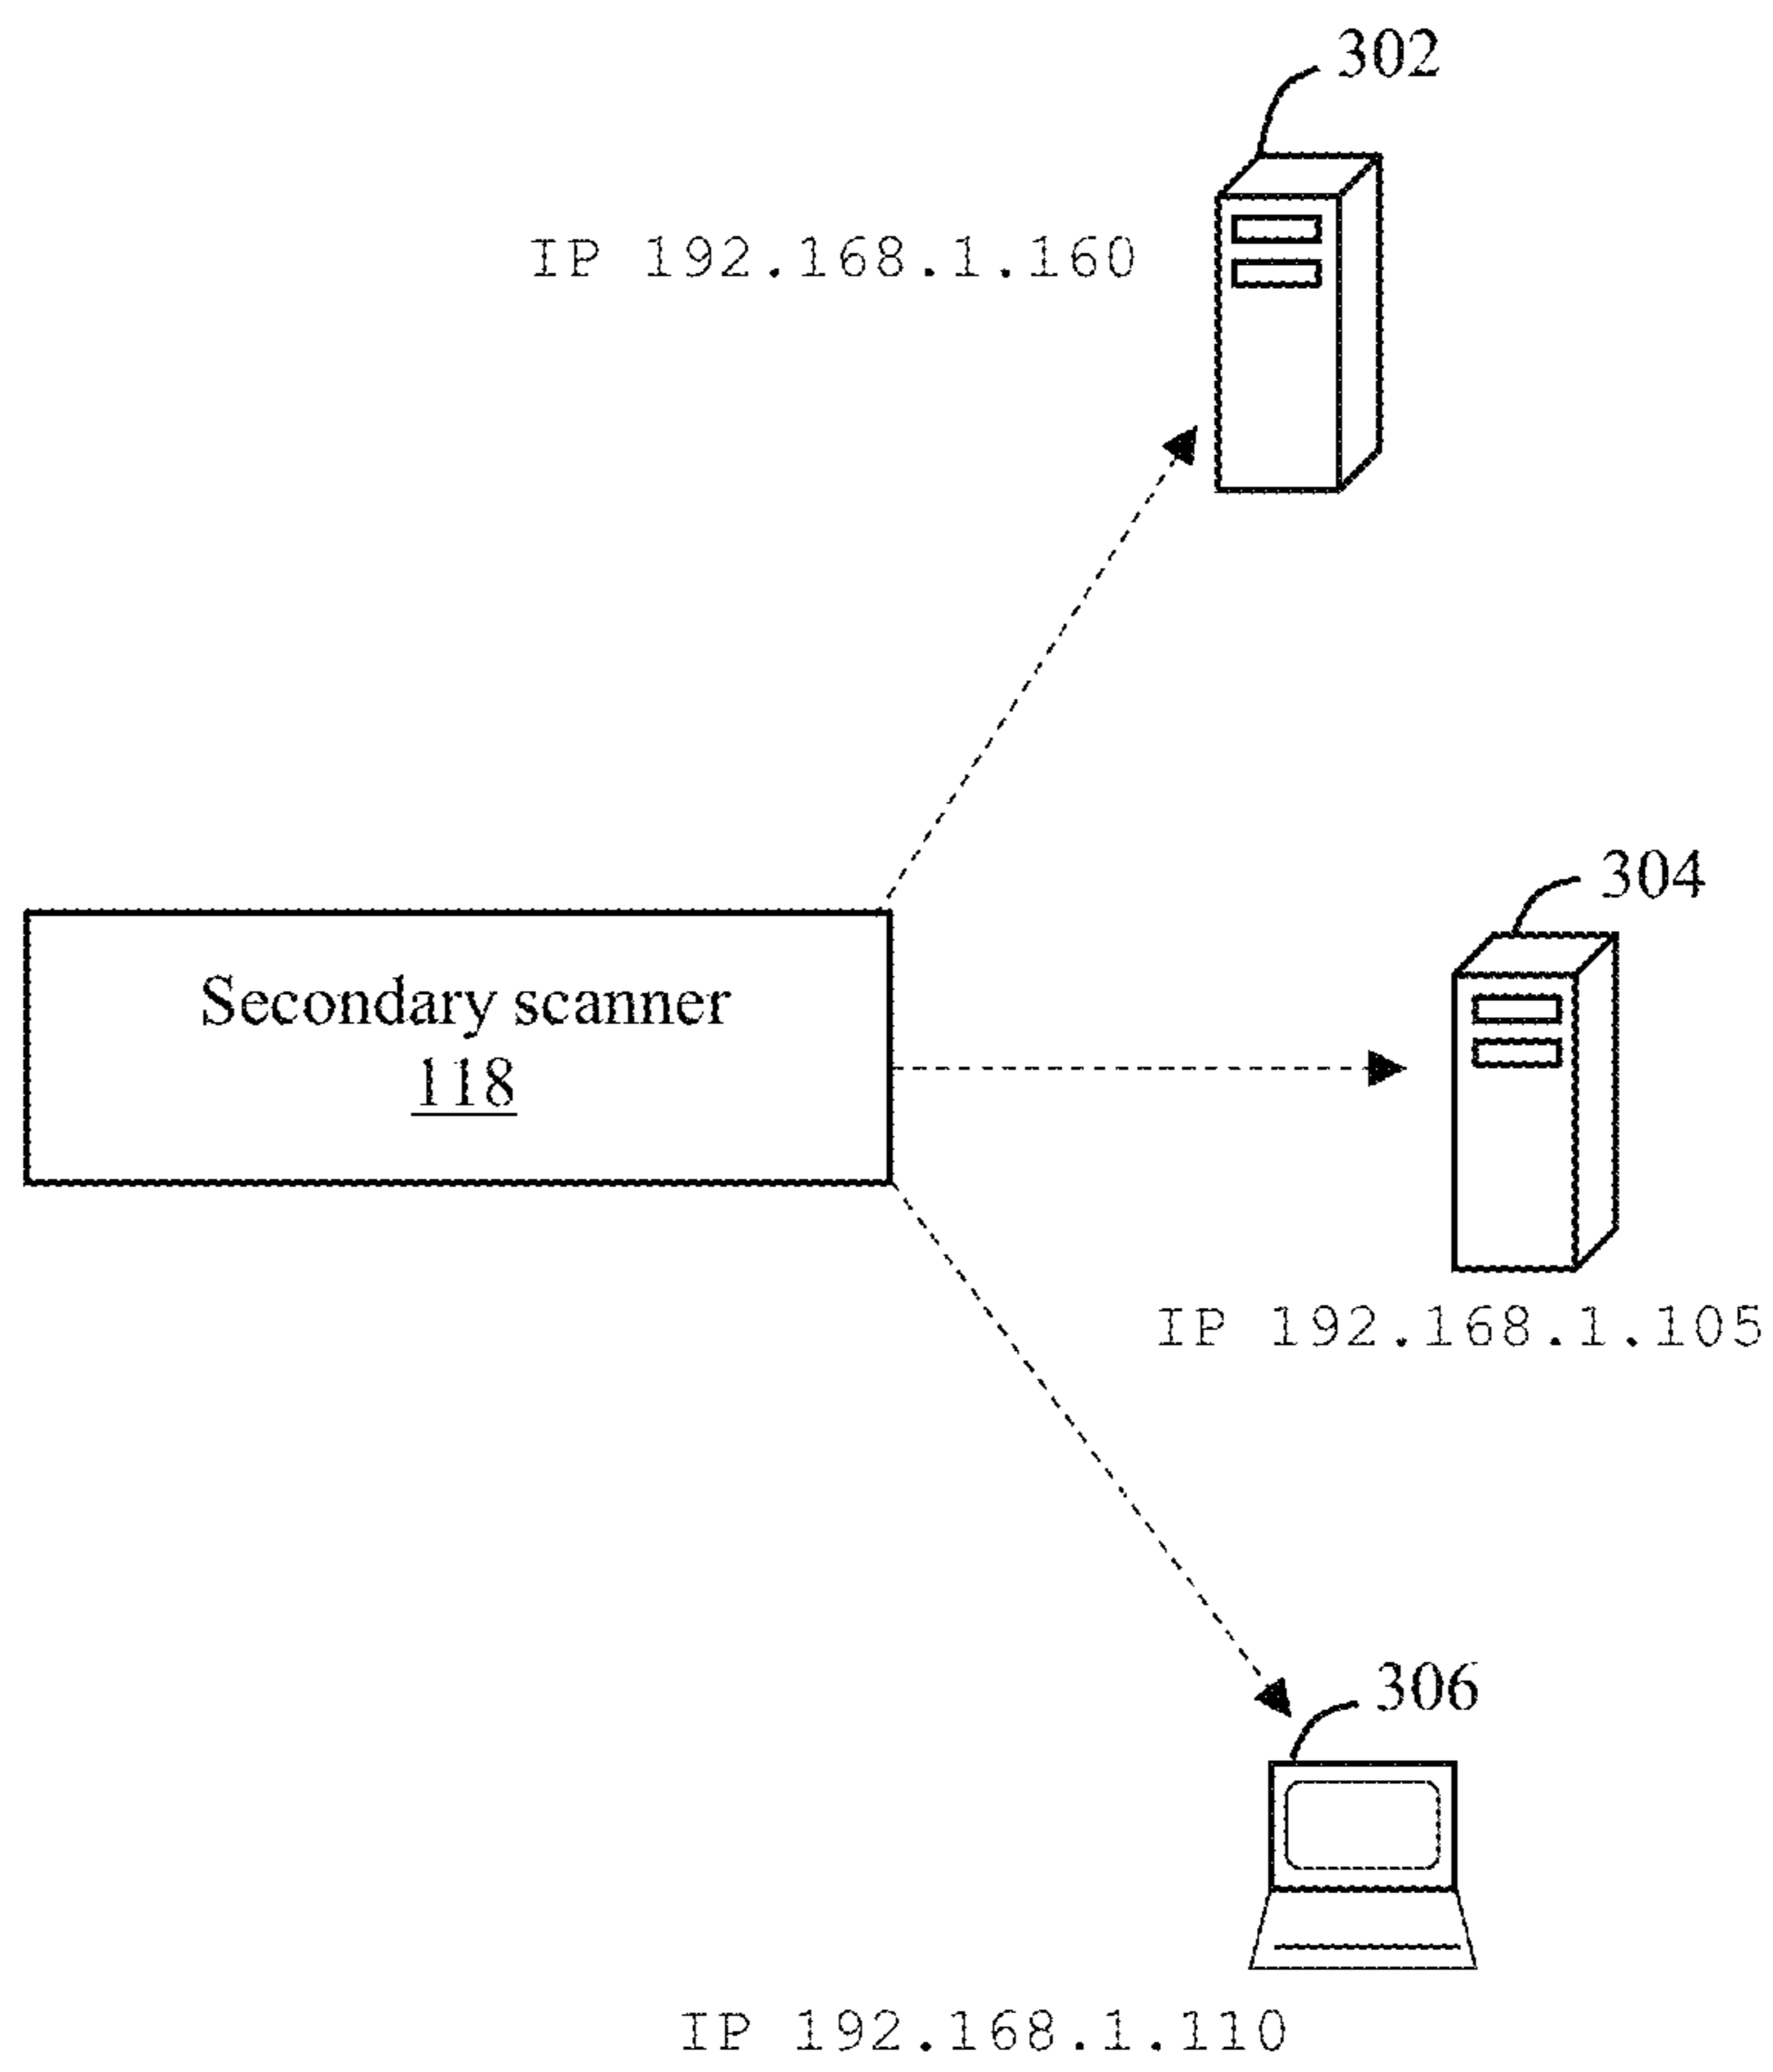 302
IP 192.168.1.160
304
Secondary scanner
118
IP 192.168.1.105
306
IP 192.168.1.110